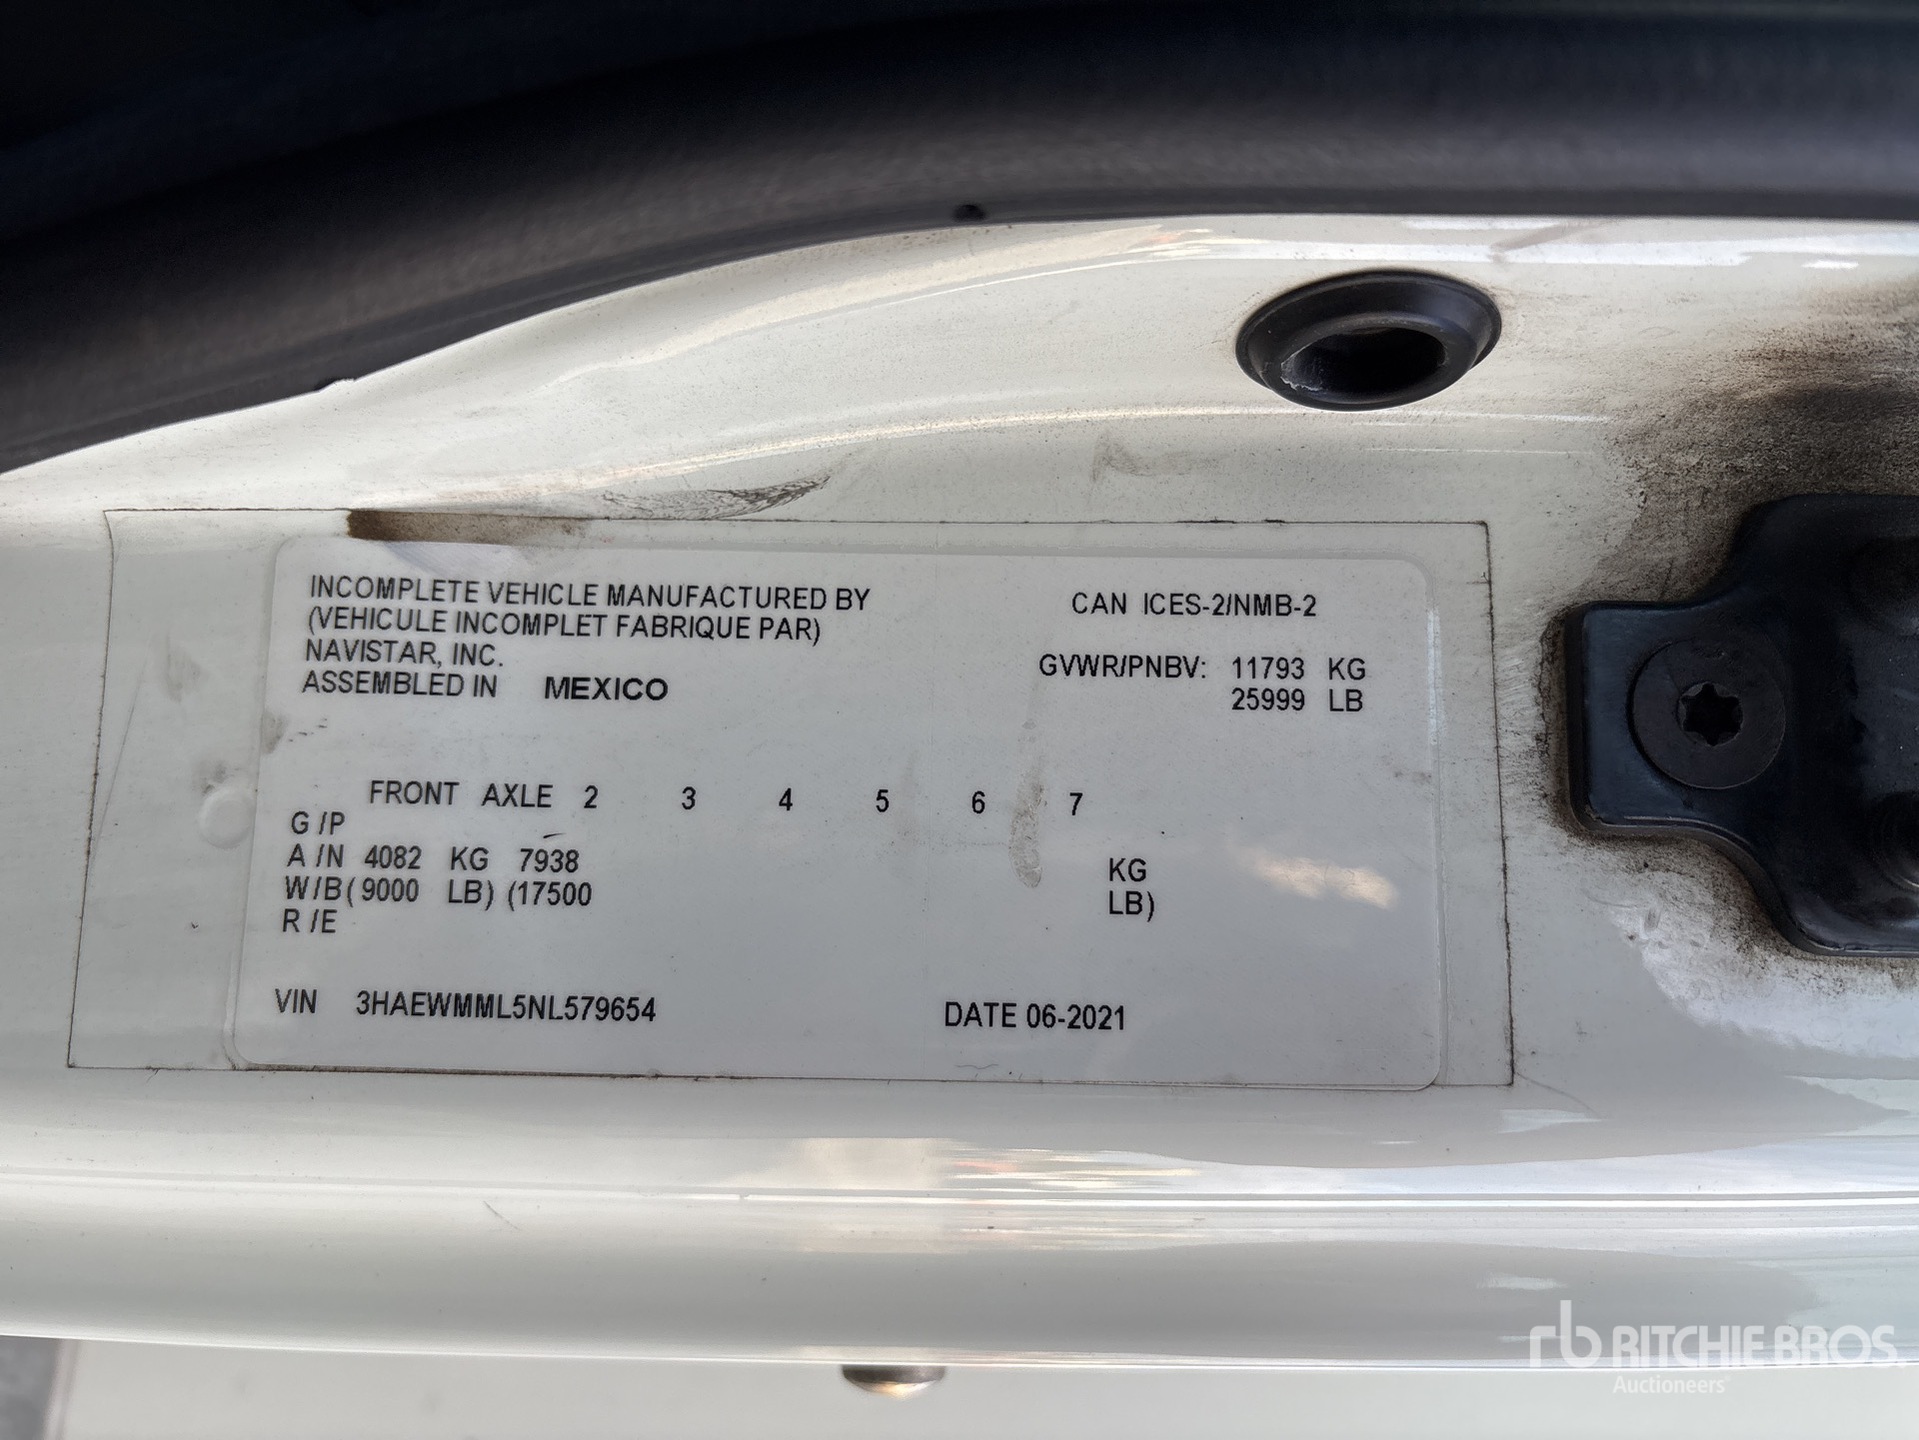 INCOMPLETE VEHICLE MANUFACTURED BY
(VEHICULE INCOMPLET FABRIQUE PAR)
NAVISTAR, INC.
ASSEMBLED IN MEXICO
CAN ICES-2/NMB-2
GVWR/PNBV: 11793 KG
25999 LB
FRONT AXLE 2 3 4 5 6 7
G /P
A /N 4082 KG 7938 KG
W/B ( 9000 LB) (17500 LB)
R /E
VIN 3HAEWMML5NL579654 DATE 06-2021
rb RITCHIE BROS.
Auctioneers